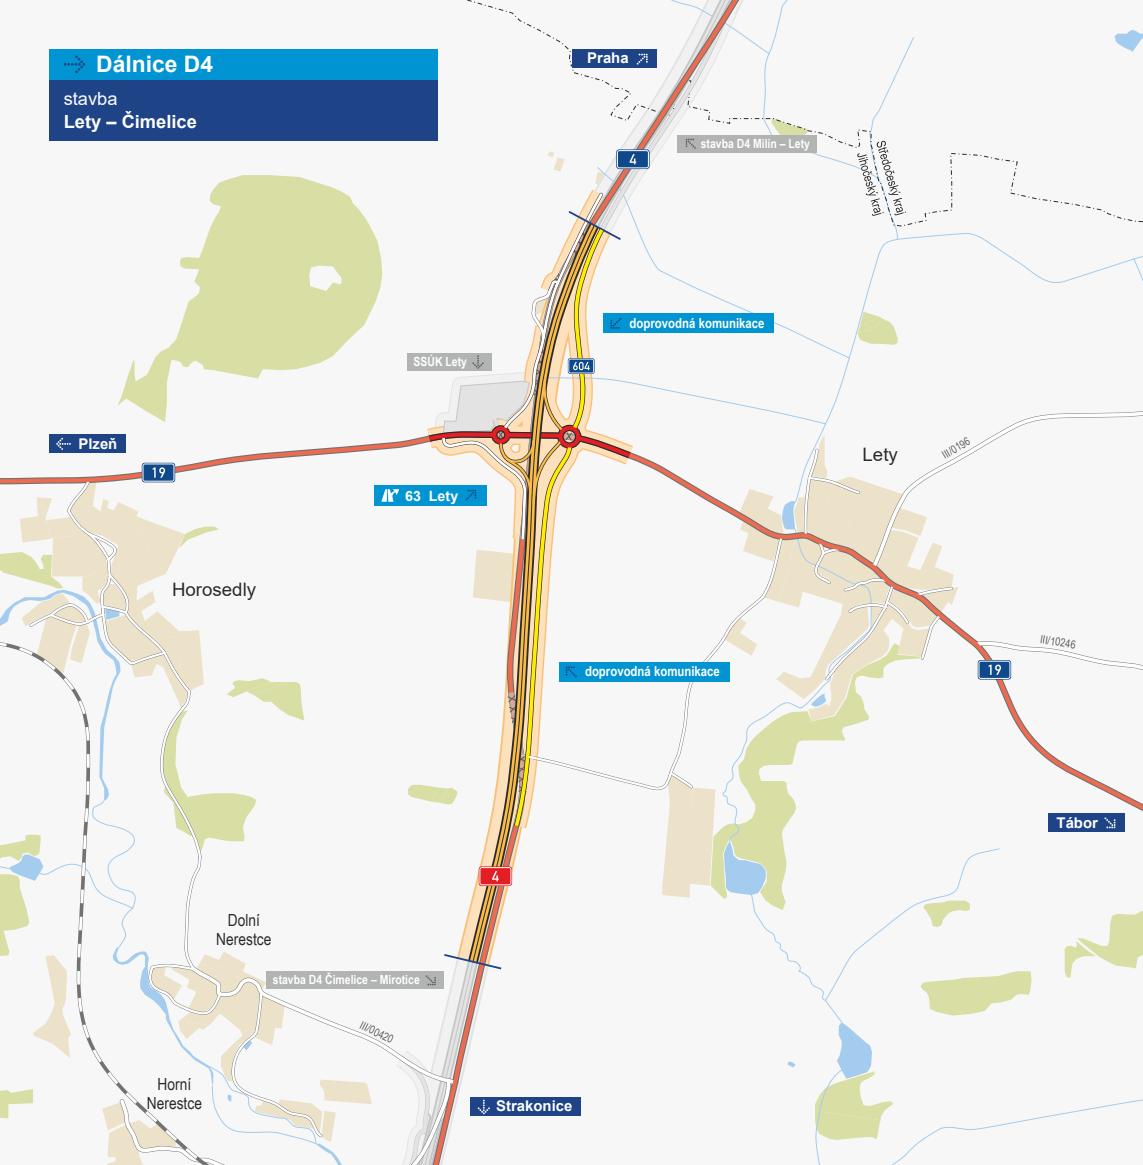 Dálnice D4
stavba
Lety – Čimelice
Praha
stavba D4 Milín – Lety
4
Středočeský kraj
Jihočeský kraj
doprovodná komunikace
SSÚK Lety
604
Plzeň
19
63 Lety
Lety
III/0196
Horosedly
III/10246
doprovodná komunikace
19
Tábor
4
Dolní
Nerestce
stavba D4 Čimelice – Mirotice
III/00420
Horní
Nerestce
Strakonice